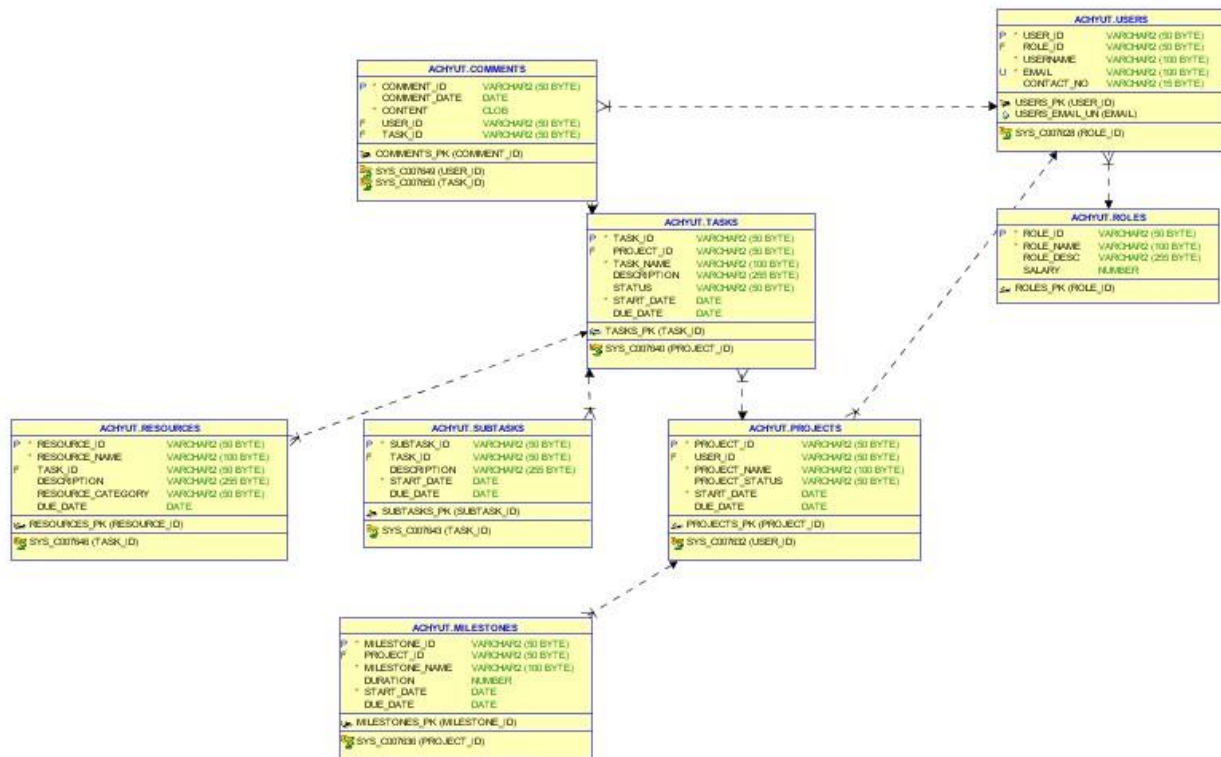 ACHYUT.USERS
P * USER_ID VARCHAR2 (50 BYTE)
F ROLE_ID VARCHAR2 (50 BYTE)
* USERNAME VARCHAR2 (100 BYTE)
U * EMAIL VARCHAR2 (100 BYTE)
CONTACT_NO VARCHAR2 (15 BYTE)
USERS_PK (USER_ID)
USERS_EMAIL_UN (EMAIL)
SYS_C007628 (ROLE_ID)
ACHYUT.COMMENTS
P * COMMENT_ID VARCHAR2 (50 BYTE)
COMMENT_DATE DATE
* CONTENT CLOB
F USER_ID VARCHAR2 (50 BYTE)
F TASK_ID VARCHAR2 (50 BYTE)
COMMENTS_PK (COMMENT_ID)
SYS_C007649 (USER_ID)
SYS_C007650 (TASK_ID)
ACHYUT.TASKS
P * TASK_ID VARCHAR2 (50 BYTE)
F PROJECT_ID VARCHAR2 (50 BYTE)
* TASK_NAME VARCHAR2 (100 BYTE)
DESCRIPTION VARCHAR2 (255 BYTE)
STATUS VARCHAR2 (50 BYTE)
* START_DATE DATE
DUE_DATE DATE
TASKS_PK (TASK_ID)
SYS_C007640 (PROJECT_ID)
ACHYUT.ROLES
P * ROLE_ID VARCHAR2 (50 BYTE)
* ROLE_NAME VARCHAR2 (100 BYTE)
ROLE_DESC VARCHAR2 (255 BYTE)
SALARY NUMBER
ROLES_PK (ROLE_ID)
ACHYUT.RESOURCES
P * RESOURCE_ID VARCHAR2 (50 BYTE)
* RESOURCE_NAME VARCHAR2 (100 BYTE)
F TASK_ID VARCHAR2 (50 BYTE)
DESCRIPTION VARCHAR2 (255 BYTE)
RESOURCE_CATEGORY VARCHAR2 (50 BYTE)
DUE_DATE DATE
RESOURCES_PK (RESOURCE_ID)
SYS_C007646 (TASK_ID)
ACHYUT.SUBTASKS
P * SUBTASK_ID VARCHAR2 (50 BYTE)
F TASK_ID VARCHAR2 (50 BYTE)
DESCRIPTION VARCHAR2 (255 BYTE)
* START_DATE DATE
DUE_DATE DATE
SUBTASKS_PK (SUBTASK_ID)
SYS_C007643 (TASK_ID)
ACHYUT.PROJECTS
P * PROJECT_ID VARCHAR2 (50 BYTE)
F USER_ID VARCHAR2 (50 BYTE)
* PROJECT_NAME VARCHAR2 (100 BYTE)
PROJECT_STATUS VARCHAR2 (50 BYTE)
* START_DATE DATE
DUE_DATE DATE
PROJECTS_PK (PROJECT_ID)
SYS_C007632 (USER_ID)
ACHYUT.MILESTONES
P * MILESTONE_ID VARCHAR2 (50 BYTE)
F PROJECT_ID VARCHAR2 (50 BYTE)
* MILESTONE_NAME VARCHAR2 (100 BYTE)
DURATION NUMBER
* START_DATE DATE
DUE_DATE DATE
MILESTONES_PK (MILESTONE_ID)
SYS_C007636 (PROJECT_ID)